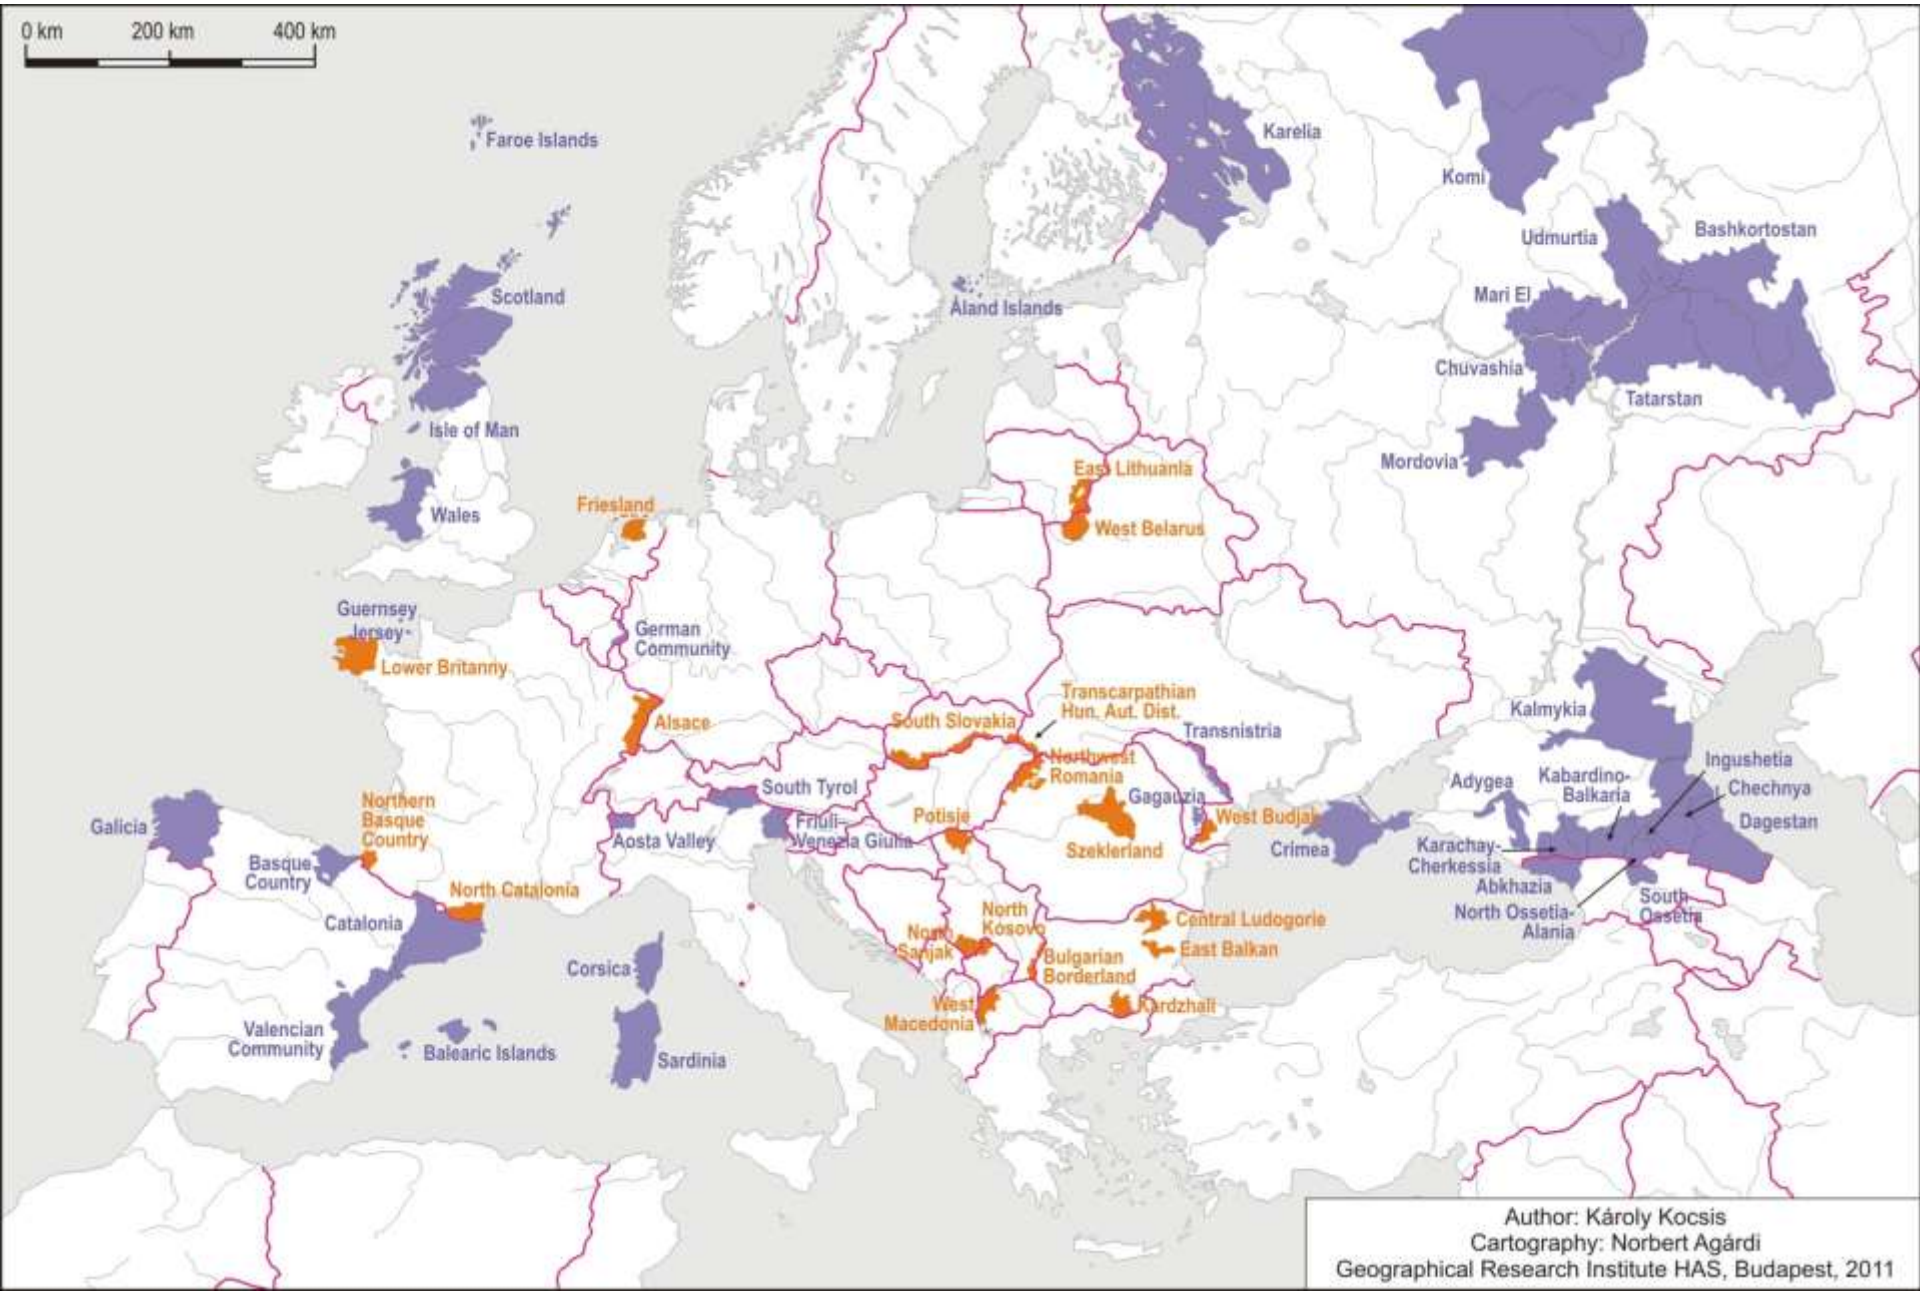 0 km 200 km 400 km
Faroe Islands
Karelia
Komi
Udmurtia
Bashkortostan
Scotland
Åland Islands
Mari El
Chuvashia
Tatarstan
Isle of Man
Mordovia
East Lithuania
Friesland
Wales
West Belarus
Guernsey
Jersey
German
Community
Lower Britanny
Transcarpathian
Hun. Aut. Dist.
Kalmykia
Alsace
South Slovakia
Transnistria
Northwest
Romania
Ingushetia
Adygea
Kabardino-
Balkaria
Chechnya
South Tyrol
Gagauzia
Northern
Basque
Country
Potisje
West Budjak
Galicia
Aosta Valley
Friuli-
Venezia Giulia
Szeklerland
Crimea
Dagestan
Karachay-
Cherkessia
Basque
Country
Abkhazia
North Catalonia
North Ossetia-
Alania
South
Ossetia
Catalonia
North
Kosovo
Central Ludogorie
North
Sanjak
East Balkan
Corsica
Bulgarian
Borderland
West
Macedonia
Kardzhali
Valencian
Community
Balearic Islands
Sardinia
Author: Károly Kocsis
Cartography: Norbert Agárdi
Geographical Research Institute HAS, Budapest, 2011